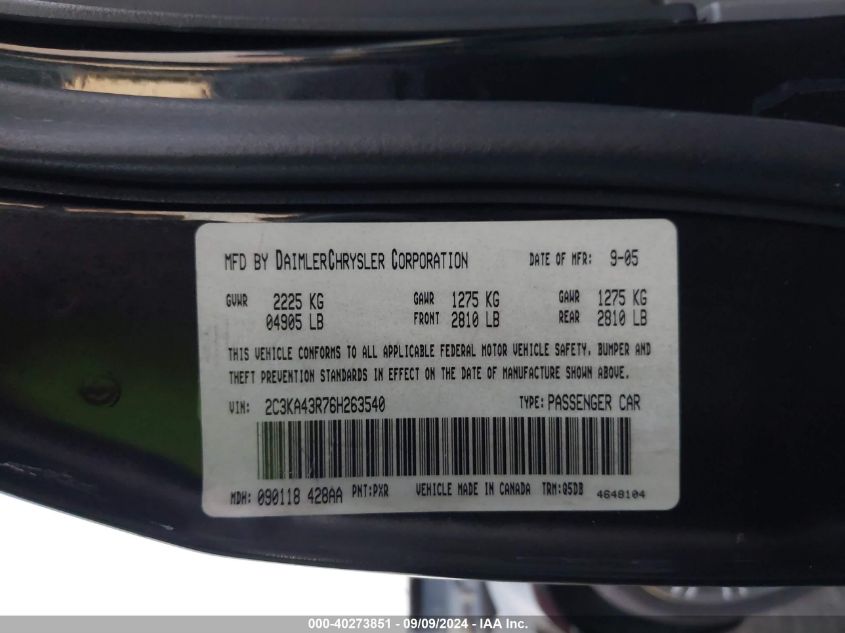 MFD BY DAIMLERCHRYSLER CORPORATION DATE OF MFR: 9-05
GVWR 2225 KG GAWR 1275 KG GAWR 1275 KG
04905 LB FRONT 2810 LB REAR 2810 LB
THIS VEHICLE CONFORMS TO ALL APPLICABLE FEDERAL MOTOR VEHICLE SAFETY, BUMPER AND
THEFT PREVENTION STANDARDS IN EFFECT ON THE DATE OF MANUFACTURE SHOWN ABOVE.
VIN: 2C3KA43R76H263540 TYPE: PASSENGER CAR
MDH: 090118 428AA PNT: PXR VEHICLE MADE IN CANADA TRM: Q5DB 4648104
000-40273851 - 09/09/2024 - IAA Inc.